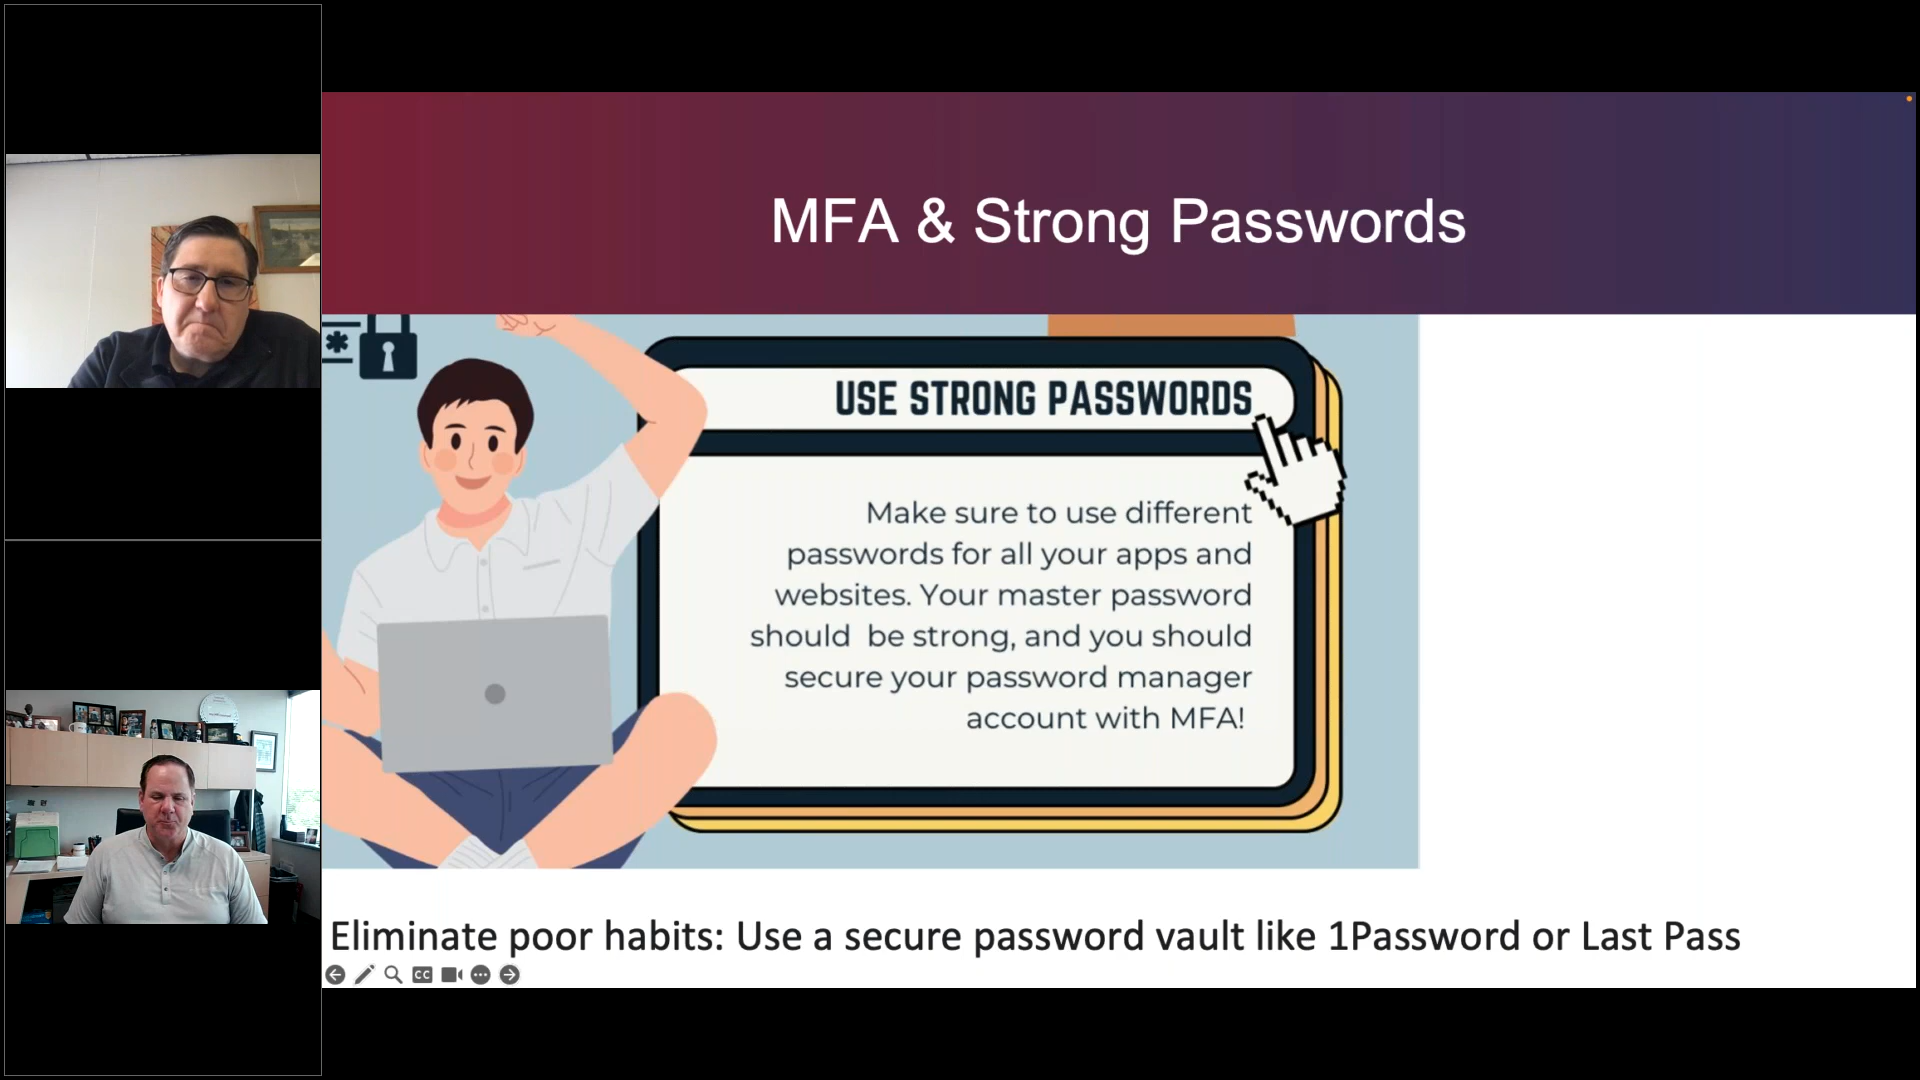 MFA & Strong Passwords
USE STRONG PASSWORDS
Make sure to use different
passwords for all your apps and
websites. Your master password
should be strong, and you should
secure your password manager
account with MFA!
Eliminate poor habits: Use a secure password vault like 1Password or Last Pass
CC